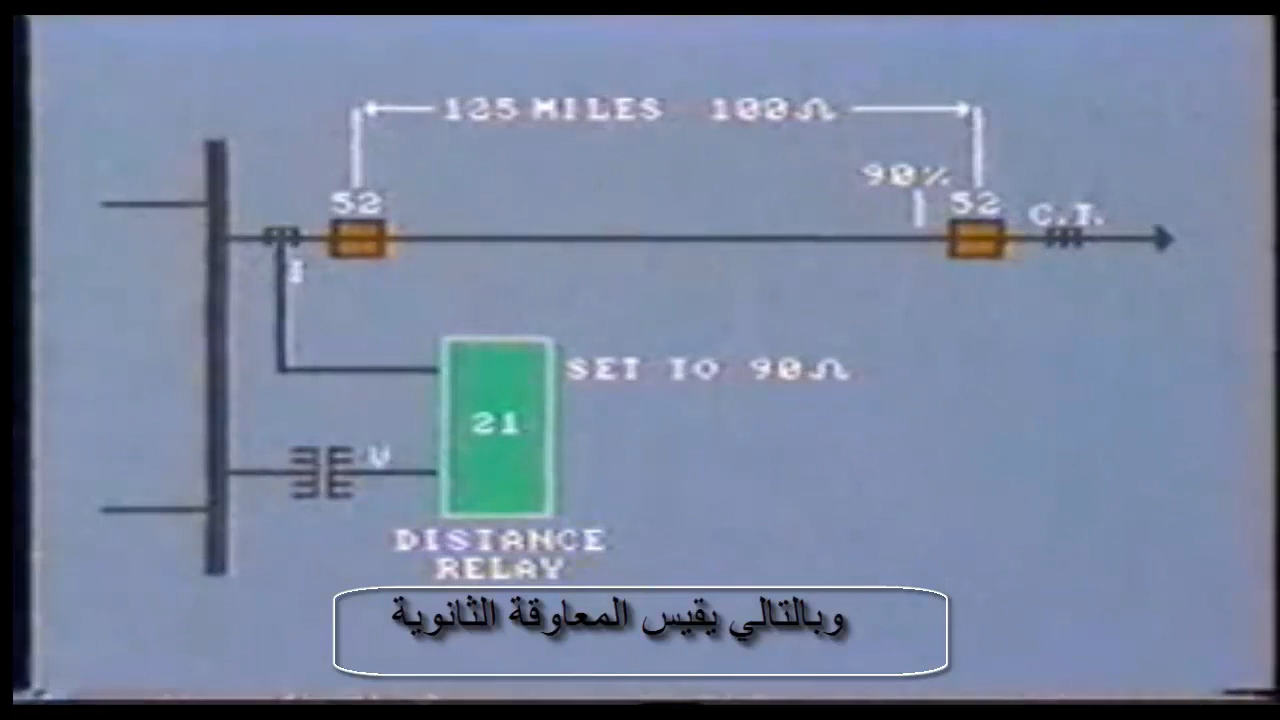 125 MILES 100Ω
90%
52
52
C.T.
I
SET TO 90Ω
21
V
DISTANCE
RELAY
وبالتالي يقيس المعاوقة الثانوية